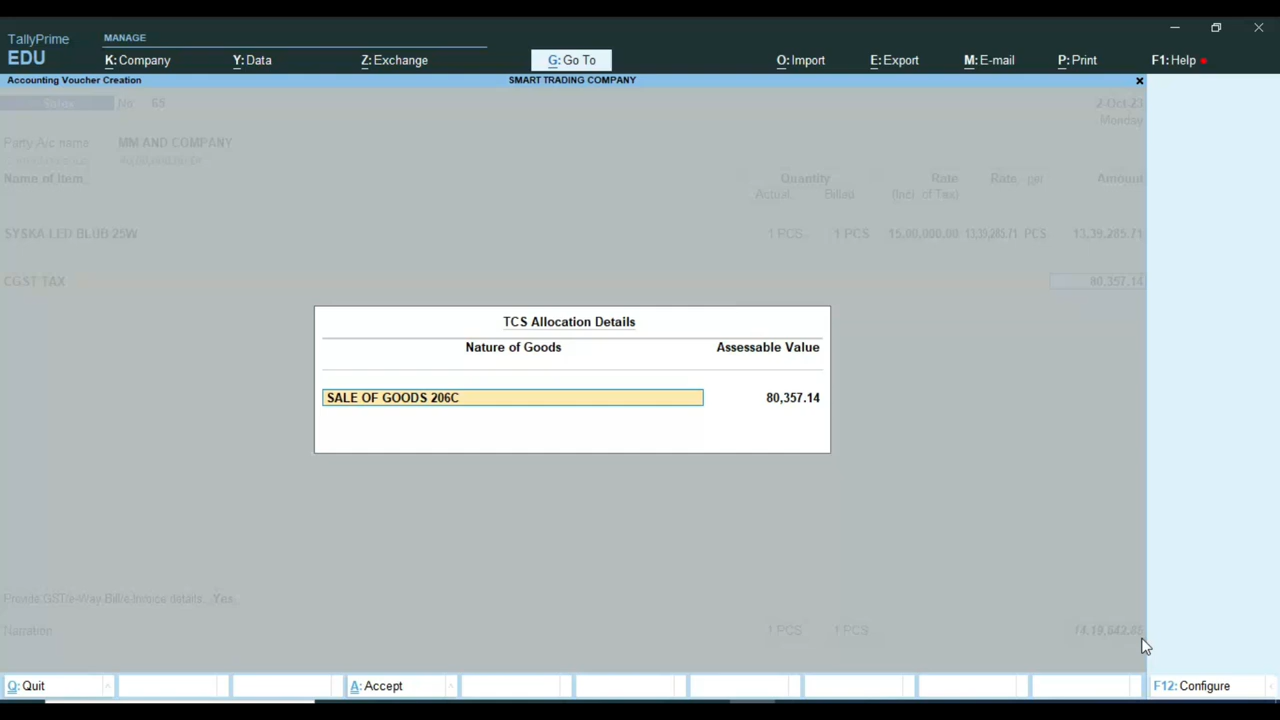 TallyPrime
EDU
MANAGE
K: Company
Y: Data
Z: Exchange
G: Go To
O: Import
E: Export
M: E-mail
P: Print
F1: Help
Accounting Voucher Creation
SMART TRADING COMPANY
×
Sales No. 65
2-Oct-23
Monday
Party A/c name MM AND COMPANY
Name of Item
Quantity Rate Rate per Amount
Actual Billed (Incl. of Tax)
SYSKA LED BLUB 25W 1 PCS 1 PCS 15,00,000.00 13,39,285.71 PCS 13,39,285.71
CGST TAX 80,357.14
TCS Allocation Details
Nature of Goods Assessable Value
SALE OF GOODS 206C 80,357.14
Provide GST/e-Way Bill/e-Invoice details: Yes
Narration 1 PCS 1 PCS 14,19,642.85
Q: Quit
A: Accept
F12: Configure